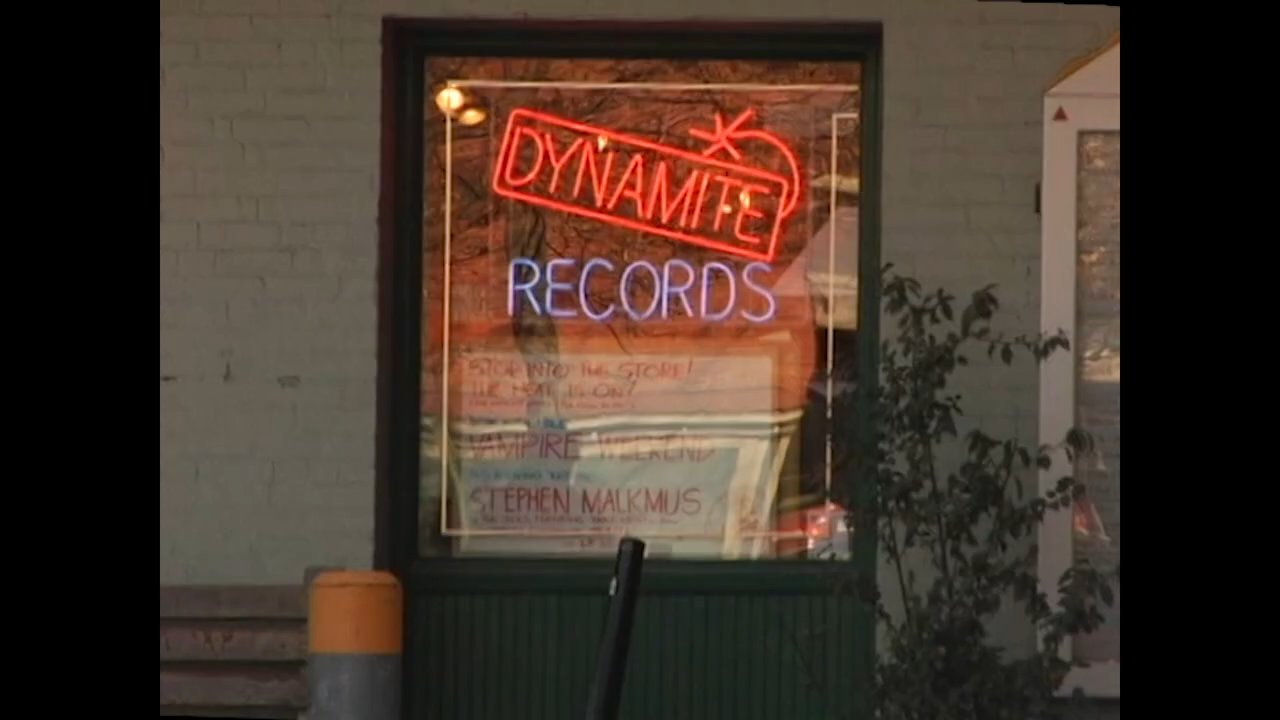 DYNAMITE
RECORDS
STOP INTO THE STORE!
THE HEAT IS ON!
VAMPIRE WEEKEND
STEPHEN MALKMUS